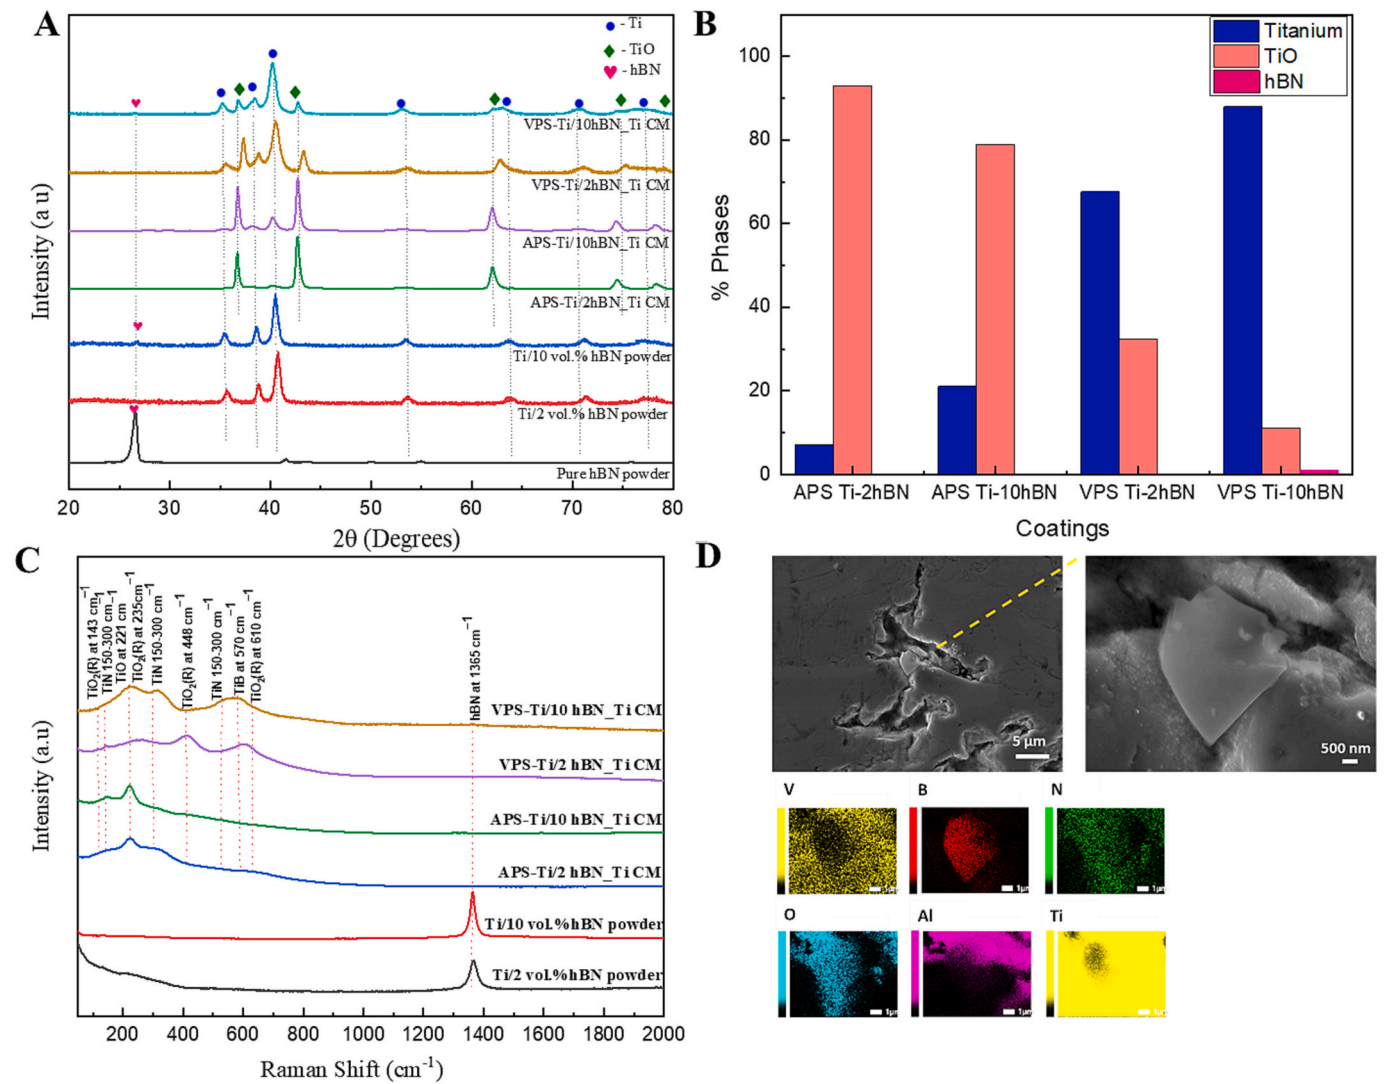 A
- Ti
- TiO
- hBN
VPS-Ti/10hBN_Ti CM
VPS-Ti/2hBN_Ti CM
APS-Ti/10hBN_Ti CM
APS-Ti/2hBN_Ti CM
Ti/10 vol.% hBN powder
Ti/2 vol.% hBN powder
Pure hBN powder
20 30 40 50 60 70 80
2θ (Degrees)
Intensity (a u)
B
Titanium
TiO
hBN
100
80
60
40
20
0
% Phases
APS Ti-2hBN APS Ti-10hBN VPS Ti-2hBN VPS Ti-10hBN
Coatings
C
TiO₂(R) at 143 cm⁻¹
TiN 150-300 cm⁻¹
TiO at 221 cm⁻¹
TiO₂(R) at 235cm⁻¹
TiN 150-300 cm⁻¹
TiO₂(R) at 448 cm⁻¹
TiN 150-300 cm⁻¹
TiB at 570 cm⁻¹
TiO₂(R) at 610 cm⁻¹
hBN at 1365 cm⁻¹
VPS-Ti/10 hBN_Ti CM
VPS-Ti/2 hBN_Ti CM
APS-Ti/10 hBN_Ti CM
APS-Ti/2 hBN_Ti CM
Ti/10 vol.%hBN powder
Ti/2 vol.%hBN powder
200 400 600 800 1000 1200 1400 1600 1800 2000
Raman Shift (cm⁻¹)
Intensity (a.u)
D
5 μm
500 nm
V B N
1μ 1μ 1μ
O Al Ti
1μ 1μ 1μ